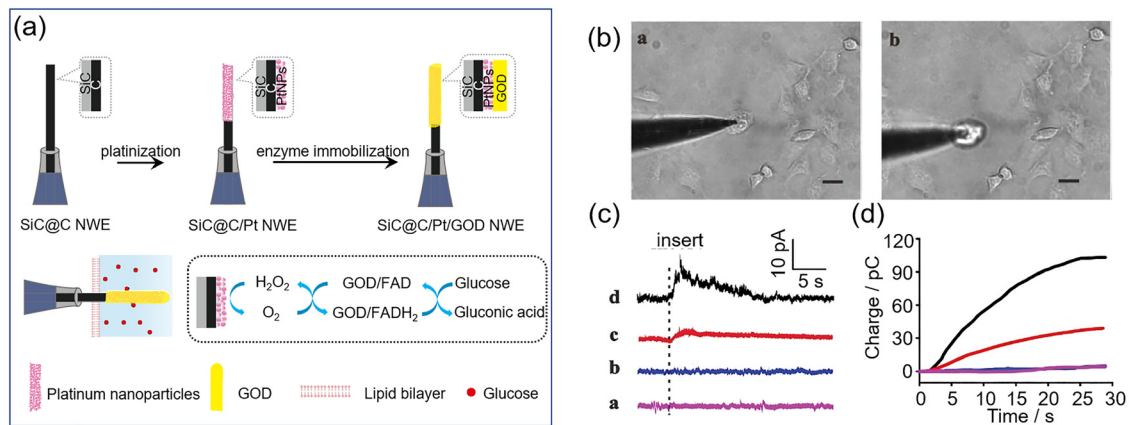 (a)
SiC
C
SiC
C
PtNPs
SiC
C
PtNPs
GOD
platinization
enzyme immobilization
SiC@C NWE
SiC@C/Pt NWE
SiC@C/Pt/GOD NWE
H2O2
GOD/FAD
Glucose
O2
GOD/FADH2
Gluconic acid
Platinum nanoparticles
GOD
Lipid bilayer
Glucose
(b)
a
b
(c)
insert
10 pA
5 s
d
c
b
a
(d)
Charge / pC
120
90
60
30
0
0 5 10 15 20 25 30
Time / s